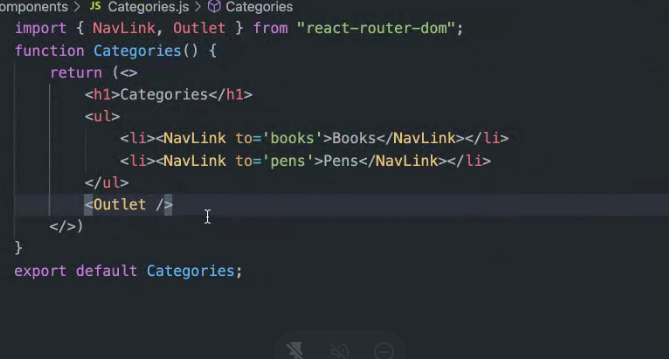 omponents > JS Categories.js > Categories
import { NavLink, Outlet } from "react-router-dom";
function Categories() {
    return (<>
        <h1>Categories</h1>
        <ul>
            <li><NavLink to='books'>Books</NavLink></li>
            <li><NavLink to='pens'>Pens</NavLink></li>
        </ul>
        <Outlet />
    </>)
}
export default Categories;